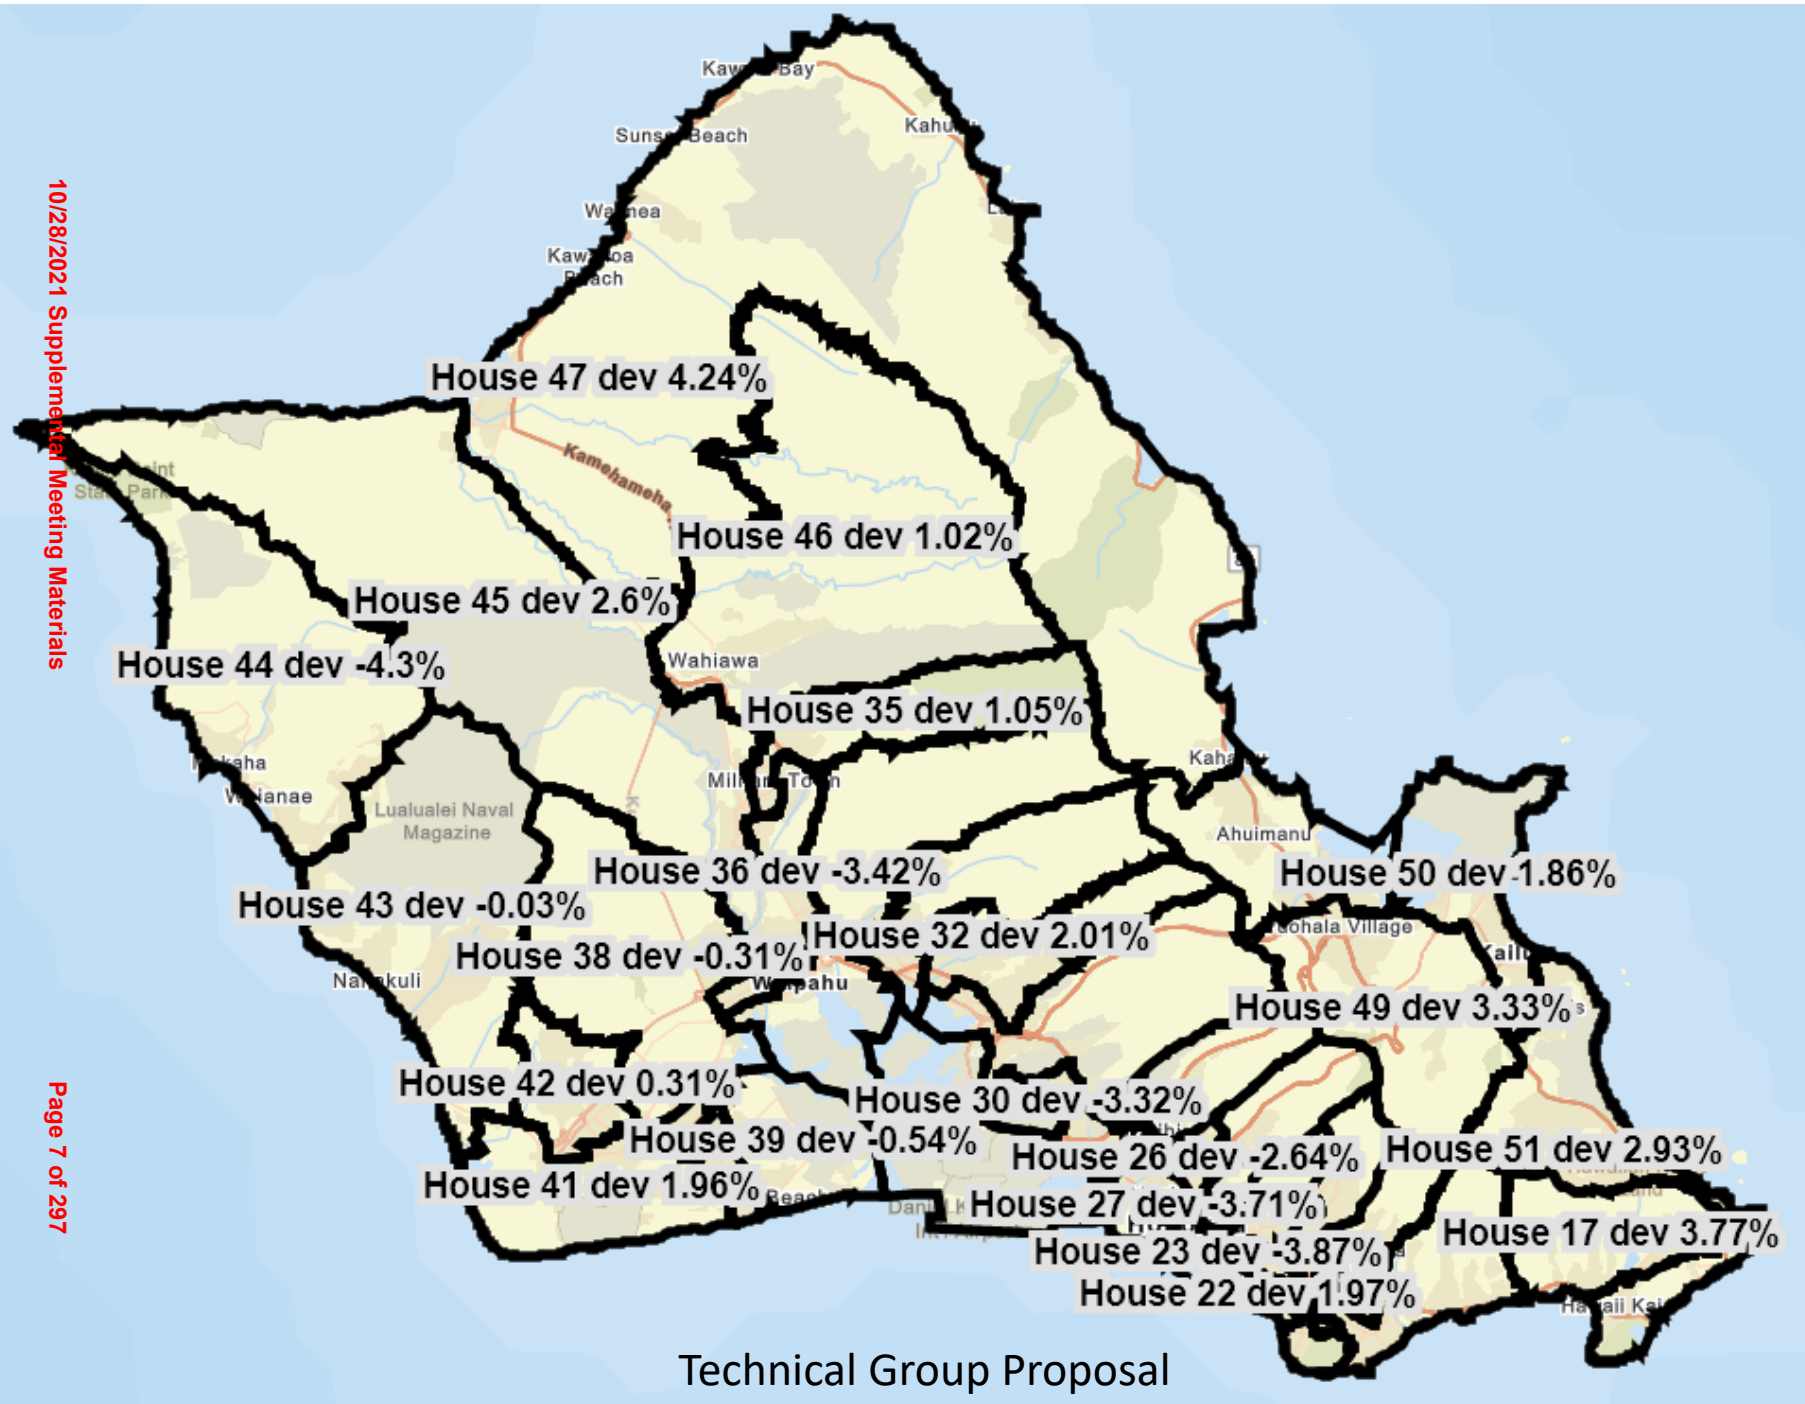 Sunset Beach
House 47 dev 4.24%
Kamehameha
House 46 dev 1.02%
House 45 dev 2.6%
House 44 dev -4.3%
Wahiawa
House 35 dev 1.05%
Lualualei Naval
Magazine
Ahuimanu
House 36 dev -3.42%
House 50 dev 1.86%
House 43 dev -0.03%
House 32 dev 2.01%
House 38 dev -0.31%
Village
House 49 dev 3.33%
House 42 dev 0.31%
House 30 dev -3.32%
House 39 dev -0.54%
House 26 dev -2.64%
House 51 dev 2.93%
House 41 dev 1.96%
House 27 dev -3.71%
House 17 dev 3.77%
House 23 dev -3.87%
House 22 dev 1.97%
Technical Group Proposal
10/28/2021 Supplemental Meeting Materials
Page 7 of 297